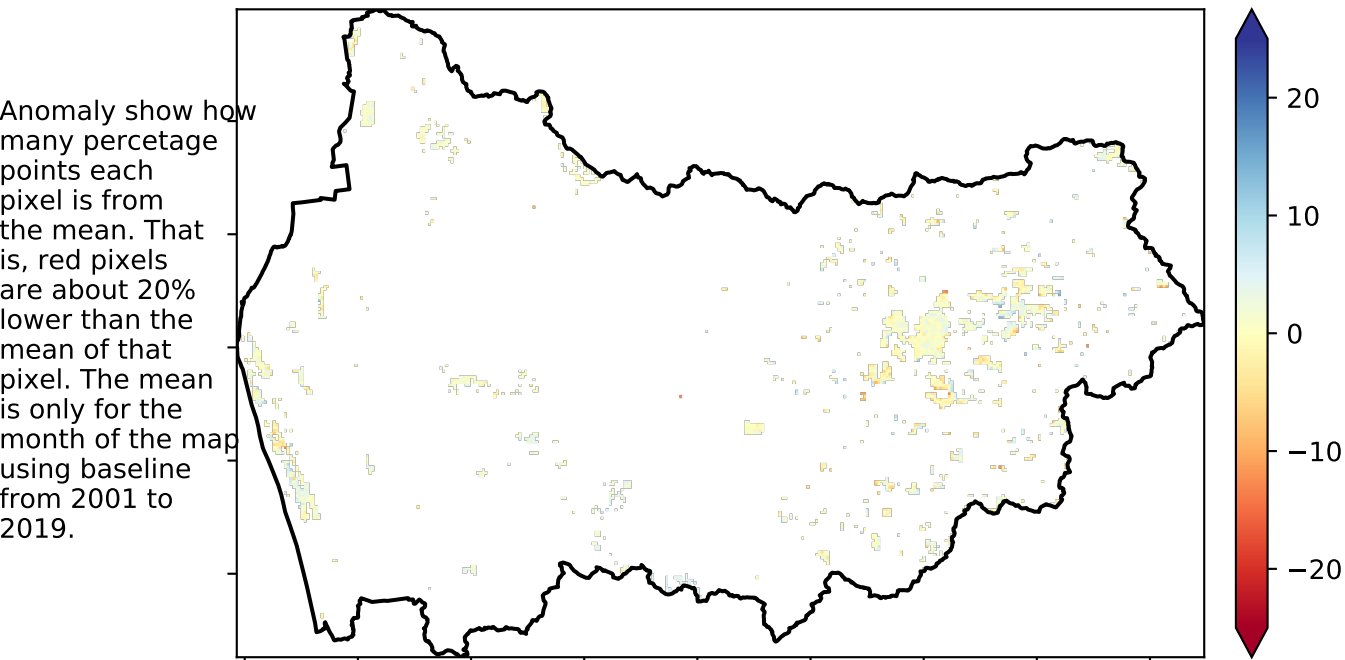 Anomaly show how
many percetage
points each
pixel is from
the mean. That
is, red pixels
are about 20%
lower than the
mean of that
pixel. The mean
is only for the
month of the map
using baseline
from 2001 to
2019.
20
10
0
−10
−20